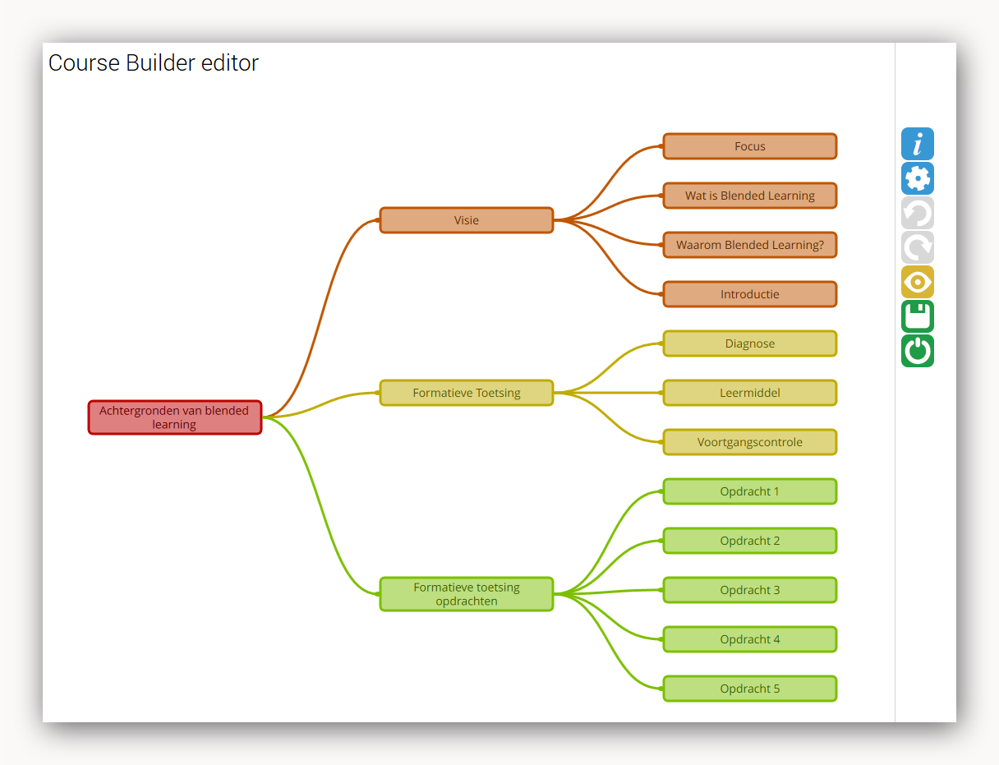 Course Builder editor
Focus
Wat is Blended Learning
Visie
Waarom Blended Learning?
Introductie
Diagnose
Formatieve Toetsing
Leermiddel
Achtergronden van blended
learning
Voortgangscontrole
Opdracht 1
Opdracht 2
Formatieve toetsing
opdrachten
Opdracht 3
Opdracht 4
Opdracht 5